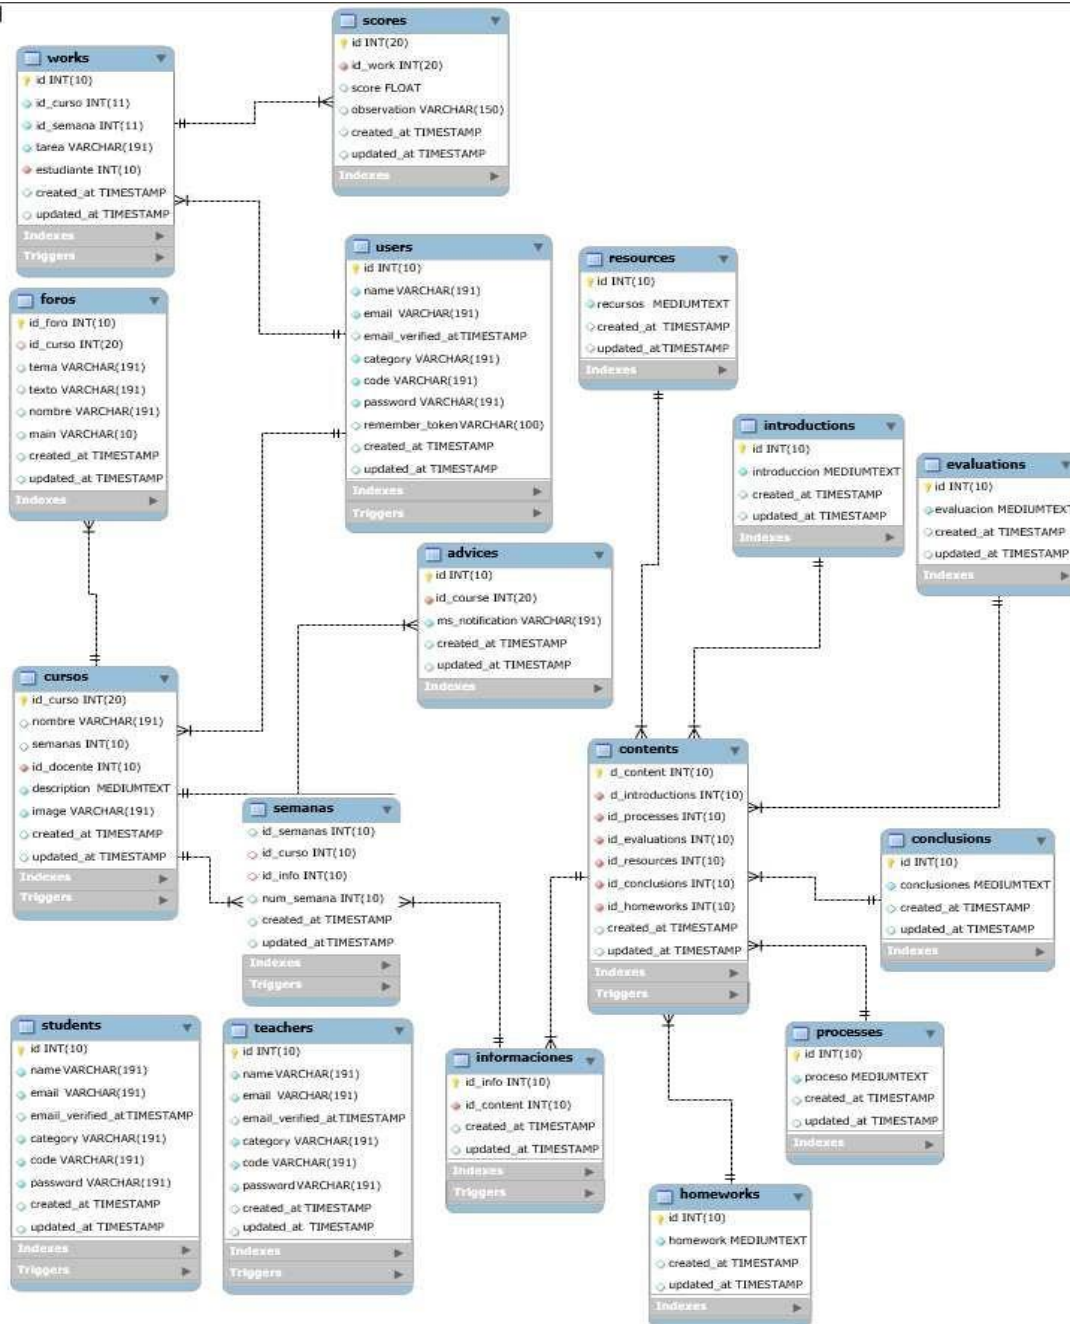 scores
id INT(20)
id_work INT(20)
score FLOAT
observation VARCHAR(150)
created_at TIMESTAMP
updated_at TIMESTAMP
Indexes
works
id INT(10)
id_curso INT(11)
id_semana INT(11)
tarea VARCHAR(191)
estudiante INT(10)
created_at TIMESTAMP
updated_at TIMESTAMP
Indexes
Triggers
users
id INT(10)
name VARCHAR(191)
email VARCHAR(191)
email_verified_at TIMESTAMP
category VARCHAR(191)
code VARCHAR(191)
password VARCHAR(191)
remember_token VARCHAR(100)
created_at TIMESTAMP
updated_at TIMESTAMP
Indexes
Triggers
resources
id INT(10)
recursos MEDIUMTEXT
created_at TIMESTAMP
updated_at TIMESTAMP
Indexes
foros
id_foro INT(10)
id_curso INT(20)
tema VARCHAR(191)
texto VARCHAR(191)
nombre VARCHAR(191)
main VARCHAR(10)
created_at TIMESTAMP
updated_at TIMESTAMP
Indexes
introductions
id INT(10)
introduccion MEDIUMTEXT
created_at TIMESTAMP
updated_at TIMESTAMP
Indexes
evaluations
id INT(10)
evaluacion MEDIUMTEXT
created_at TIMESTAMP
updated_at TIMESTAMP
Indexes
advices
id INT(10)
id_course INT(20)
ms_notification VARCHAR(191)
created_at TIMESTAMP
updated_at TIMESTAMP
Indexes
cursos
id_curso INT(20)
nombre VARCHAR(191)
semanas INT(10)
id_docente INT(10)
description MEDIUMTEXT
image VARCHAR(191)
created_at TIMESTAMP
updated_at TIMESTAMP
Indexes
Triggers
contents
d_content INT(10)
d_introductions INT(10)
id_processes INT(10)
id_evaluations INT(10)
id_resources INT(10)
id_conclusions INT(10)
id_homeworks INT(10)
created_at TIMESTAMP
updated_at TIMESTAMP
Indexes
Triggers
semanas
id_semanas INT(10)
id_curso INT(10)
id_info INT(10)
num_semana INT(10)
created_at TIMESTAMP
updated_at TIMESTAMP
Indexes
Triggers
conclusions
id INT(10)
conclusiones MEDIUMTEXT
created_at TIMESTAMP
updated_at TIMESTAMP
Indexes
students
id INT(10)
name VARCHAR(191)
email VARCHAR(191)
email_verified_at TIMESTAMP
category VARCHAR(191)
code VARCHAR(191)
password VARCHAR(191)
created_at TIMESTAMP
updated_at TIMESTAMP
Indexes
Triggers
teachers
id INT(10)
name VARCHAR(191)
email VARCHAR(191)
email_verified_at TIMESTAMP
category VARCHAR(191)
code VARCHAR(191)
password VARCHAR(191)
created_at TIMESTAMP
updated_at TIMESTAMP
Indexes
Triggers
informaciones
id_info INT(10)
id_content INT(10)
created_at TIMESTAMP
updated_at TIMESTAMP
Indexes
Triggers
processes
id INT(10)
proceso MEDIUMTEXT
created_at TIMESTAMP
updated_at TIMESTAMP
Indexes
homeworks
id INT(10)
homework MEDIUMTEXT
created_at TIMESTAMP
updated_at TIMESTAMP
Indexes